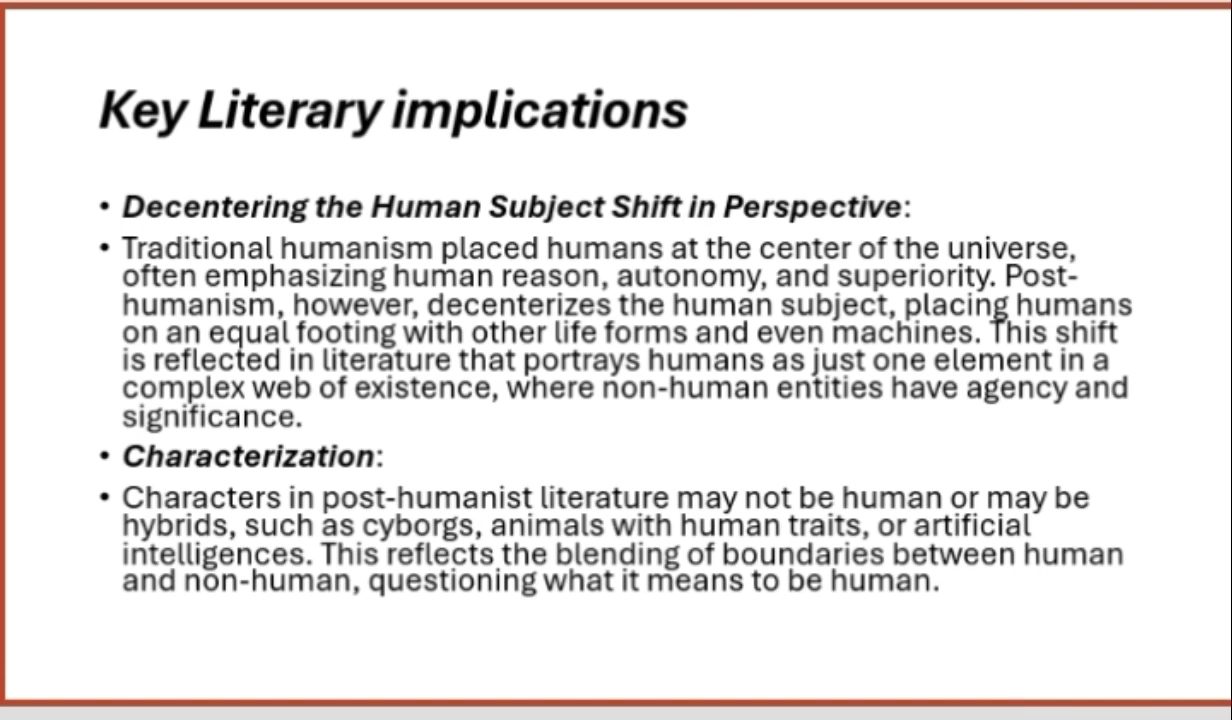 Key Literary implications
• Decentering the Human Subject Shift in Perspective:
• Traditional humanism placed humans at the center of the universe,
often emphasizing human reason, autonomy, and superiority. Post-
humanism, however, decenterizes the human subject, placing humans
on an equal footing with other life forms and even machines. This shift
is reflected in literature that portrays humans as just one element in a
complex web of existence, where non-human entities have agency and
significance.
• Characterization:
• Characters in post-humanist literature may not be human or may be
hybrids, such as cyborgs, animals with human traits, or artificial
intelligences. This reflects the blending of boundaries between human
and non-human, questioning what it means to be human.